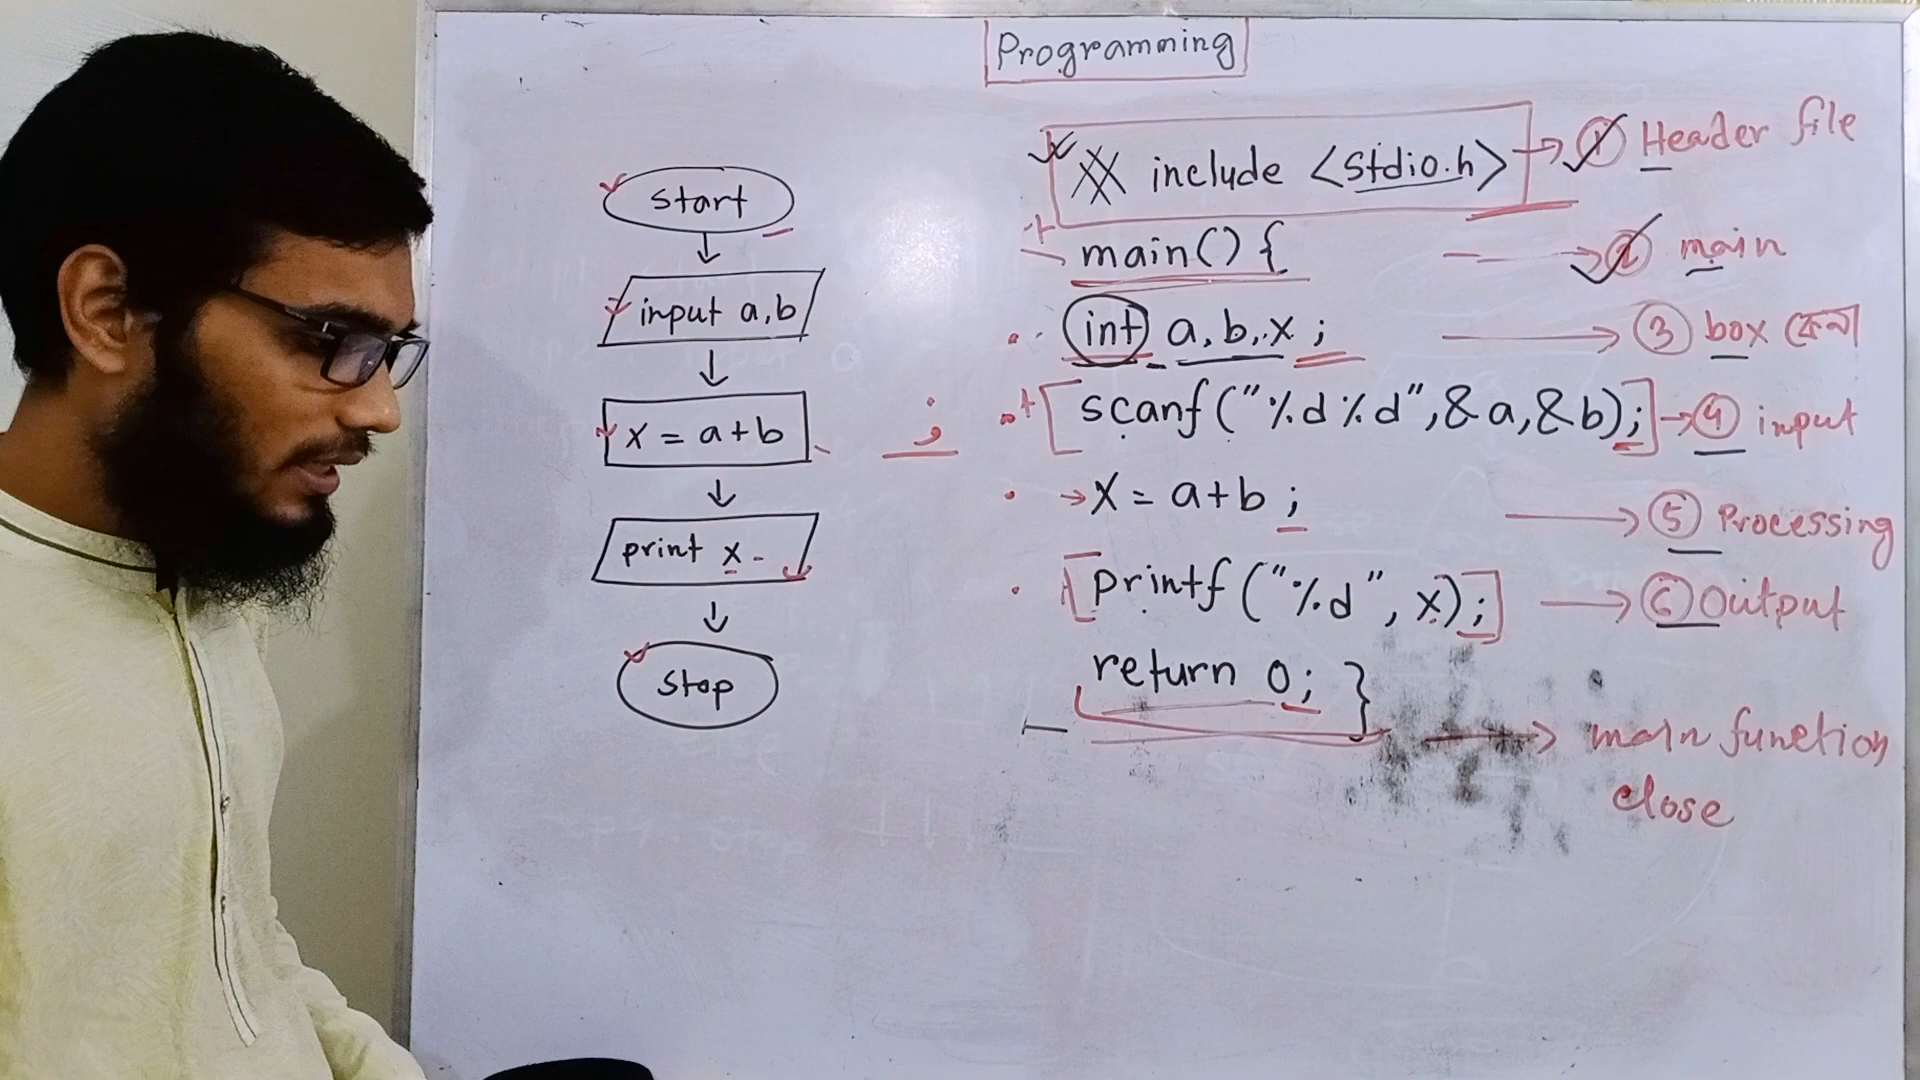 Programming
start
input a,b
x = a+b
print x
stop
;
# include <stdio.h> → ① Header file
main() { → ② main
int a, b, x ; → ③ box কেনা
scanf("%d%d",&a,&b); → ④ input
→ x = a+b ; → ⑤ Processing
printf("%d", x); → ⑥ Output
return 0; } → main function
close